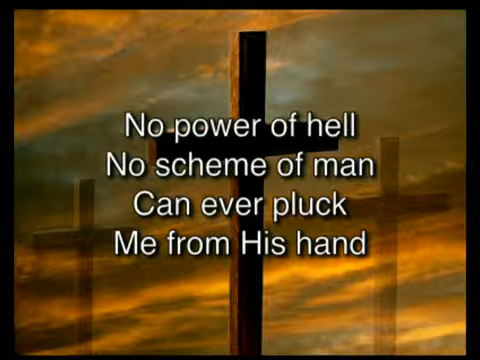 No power of hell
No scheme of man
Can ever pluck
Me from His hand